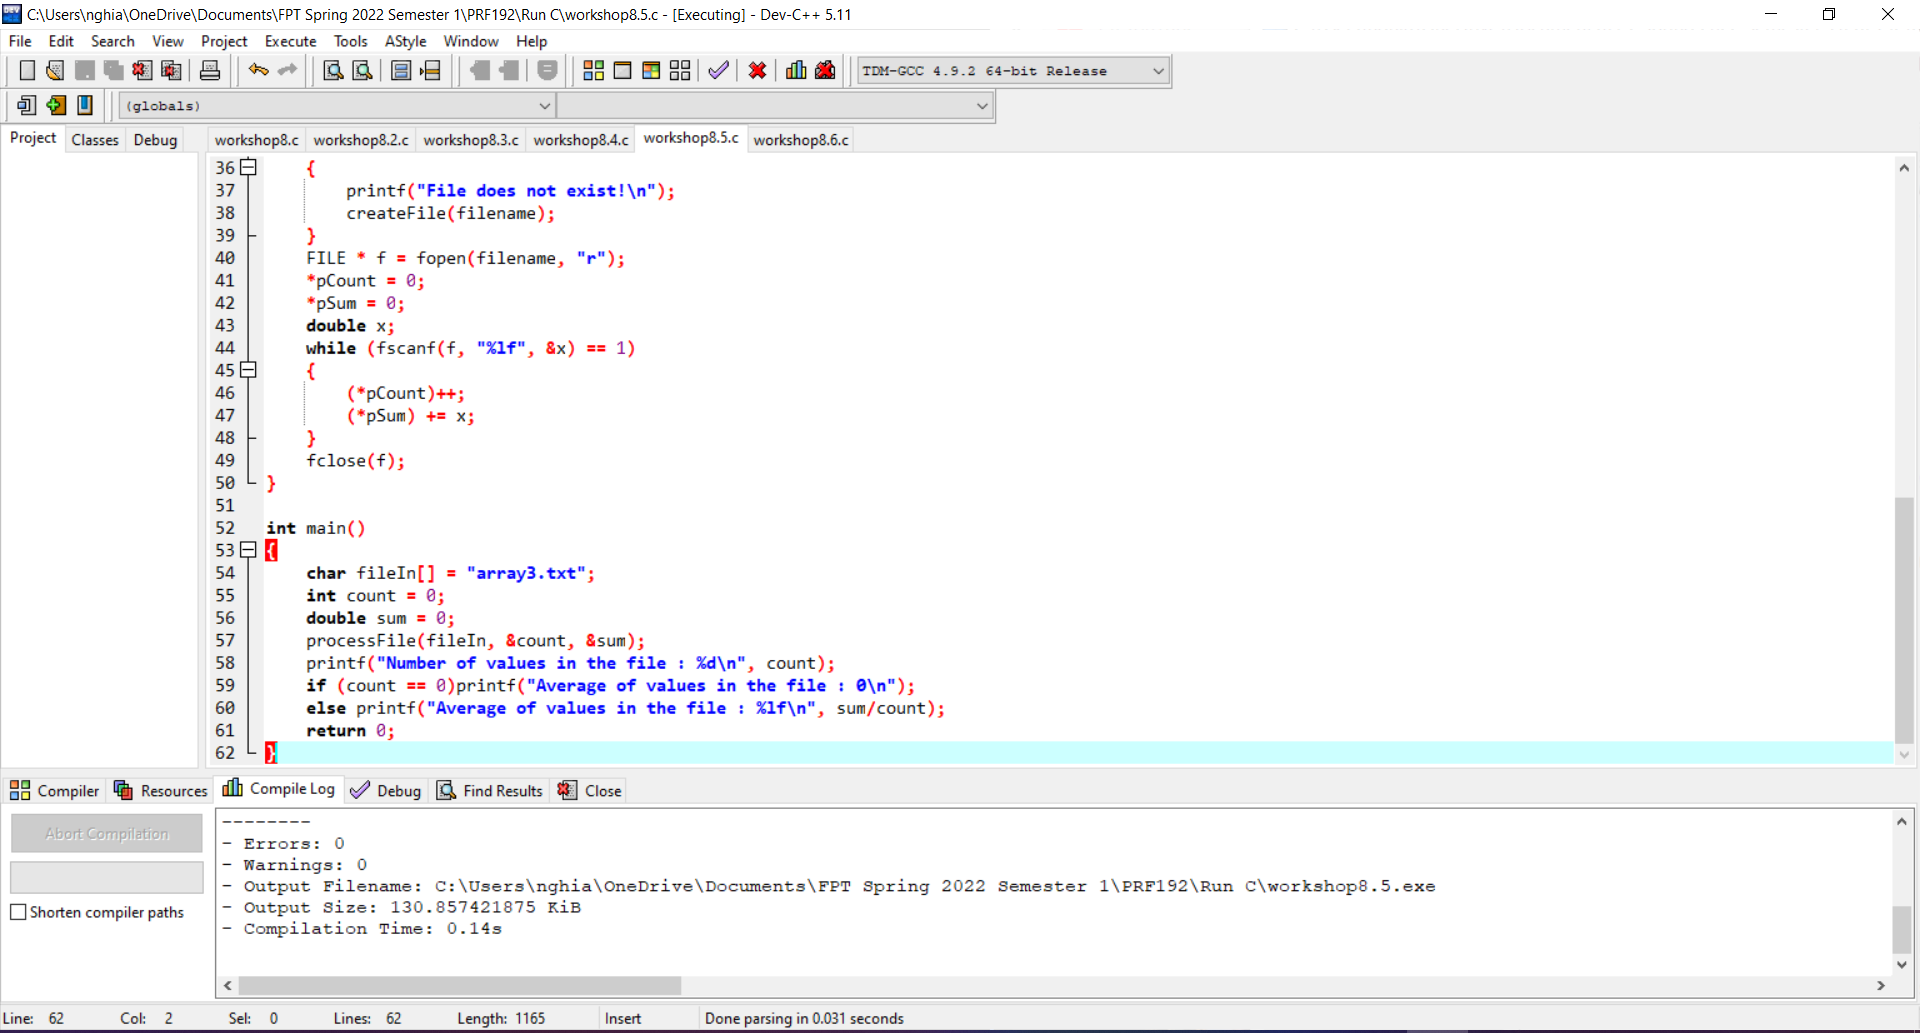 C:\Users\nghia\OneDrive\Documents\FPT Spring 2022 Semester 1\PRF192\Run C\workshop8.5.c - [Executing] - Dev-C++ 5.11
File Edit Search View Project Execute Tools AStyle Window Help
TDM-GCC 4.9.2 64-bit Release
(globals)
Project Classes Debug workshop8.c workshop8.2.c workshop8.3.c workshop8.4.c workshop8.5.c workshop8.6.c
36 {
37 printf("File does not exist!\n");
38 createFile(filename);
39 }
40 FILE * f = fopen(filename, "r");
41 *pCount = 0;
42 *pSum = 0;
43 double x;
44 while (fscanf(f, "%lf", &x) == 1)
45 {
46 (*pCount)++;
47 (*pSum) += x;
48 }
49 fclose(f);
50 }
51
52 int main()
53 {
54 char fileIn[] = "array3.txt";
55 int count = 0;
56 double sum = 0;
57 processFile(fileIn, &count, &sum);
58 printf("Number of values in the file : %d\n", count);
59 if (count == 0)printf("Average of values in the file : 0\n");
60 else printf("Average of values in the file : %lf\n", sum/count);
61 return 0;
62 }
Compiler Resources Compile Log Debug Find Results Close
Abort Compilation
Shorten compiler paths
--------
- Errors: 0
- Warnings: 0
- Output Filename: C:\Users\nghia\OneDrive\Documents\FPT Spring 2022 Semester 1\PRF192\Run C\workshop8.5.exe
- Output Size: 130.857421875 KiB
- Compilation Time: 0.14s
Line: 62 Col: 2 Sel: 0 Lines: 62 Length: 1165 Insert Done parsing in 0.031 seconds